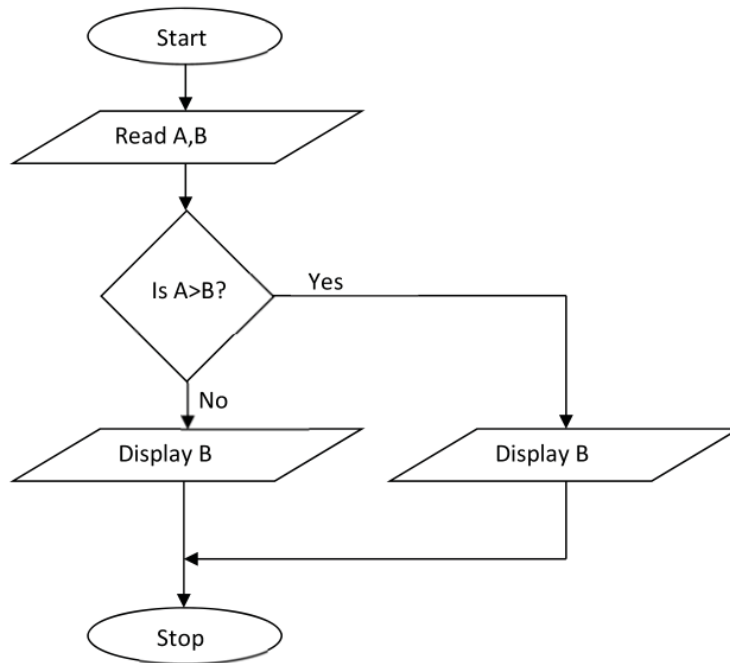 Start
Read A,B
Is A>B?
Yes
No
Display B
Display B
Stop